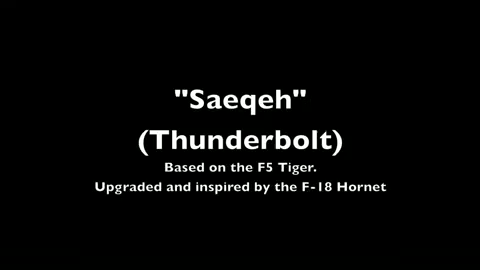 "Saeqeh"
(Thunderbolt)
Based on the F5 Tiger.
Upgraded and inspired by the F-18 Hornet